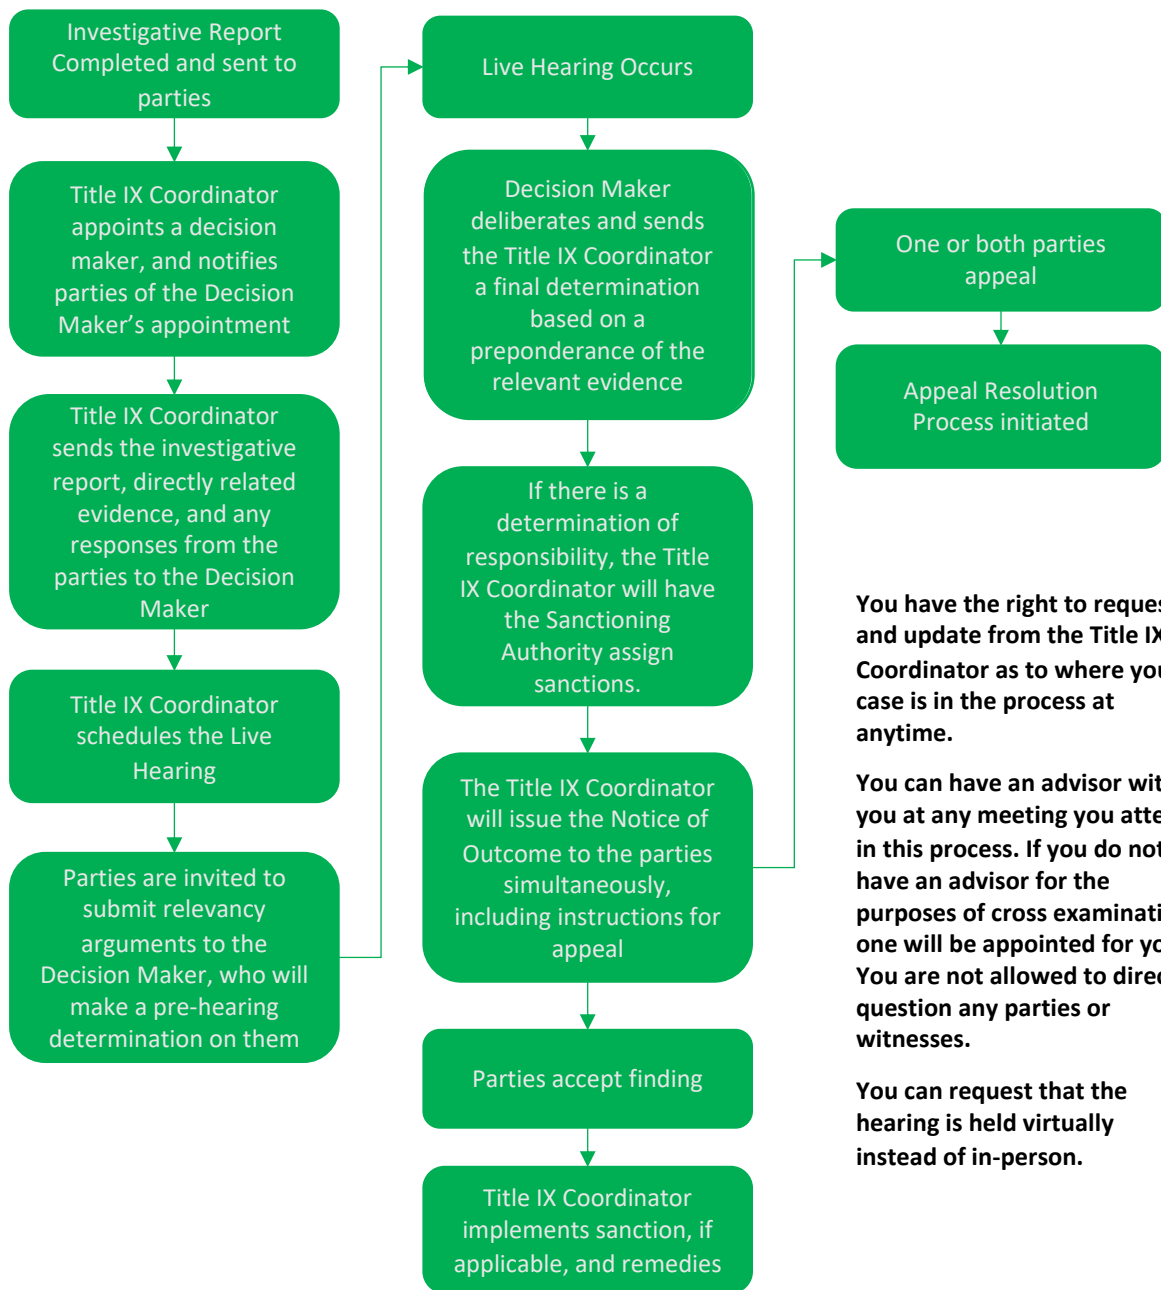 Investigative Report
Completed and sent to
parties
Title IX Coordinator
appoints a decision
maker, and notifies
parties of the Decision
Maker’s appointment
Title IX Coordinator
sends the investigative
report, directly related
evidence, and any
responses from the
parties to the Decision
Maker
Title IX Coordinator
schedules the Live
Hearing
Parties are invited to
submit relevancy
arguments to the
Decision Maker, who will
make a pre-hearing
determination on them
Live Hearing Occurs
Decision Maker
deliberates and sends
the Title IX Coordinator
a final determination
based on a
preponderance of the
relevant evidence
If there is a
determination of
responsibility, the Title
IX Coordinator will have
the Sanctioning
Authority assign
sanctions.
The Title IX Coordinator
will issue the Notice of
Outcome to the parties
simultaneously,
including instructions for
appeal
Parties accept finding
Title IX Coordinator
implements sanction, if
applicable, and remedies
One or both parties
appeal
Appeal Resolution
Process initiated
You have the right to reques
and update from the Title IX
Coordinator as to where you
case is in the process at
anytime.
You can have an advisor wit
you at any meeting you atte
in this process. If you do not
have an advisor for the
purposes of cross examinati
one will be appointed for yo
You are not allowed to direc
question any parties or
witnesses.
You can request that the
hearing is held virtually
instead of in-person.